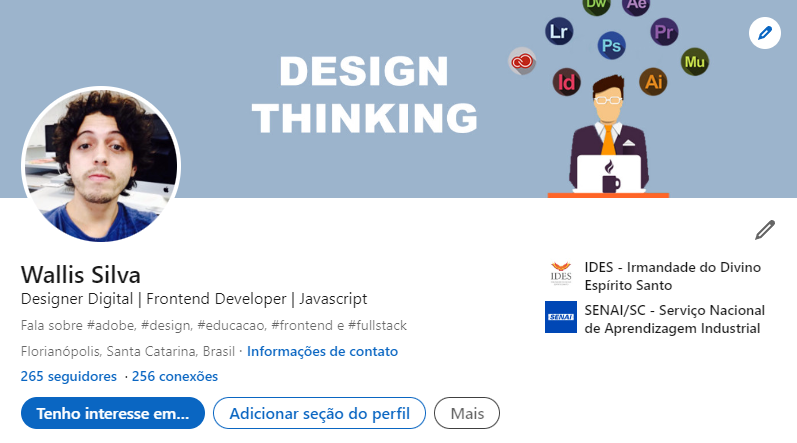 Dw
Ae
Lr
Ps
Pr
Mu
Id
Ai
DESIGN
THINKING
Wallis Silva
Designer Digital | Frontend Developer | Javascript
Fala sobre #adobe, #design, #educacao, #frontend e #fullstack
Florianópolis, Santa Catarina, Brasil · Informações de contato
265 seguidores · 256 conexões
Tenho interesse em...
Adicionar seção do perfil
Mais
IDES
IDES - Irmandade do Divino
Espírito Santo
SENAI
SENAI/SC - Serviço Nacional
de Aprendizagem Industrial